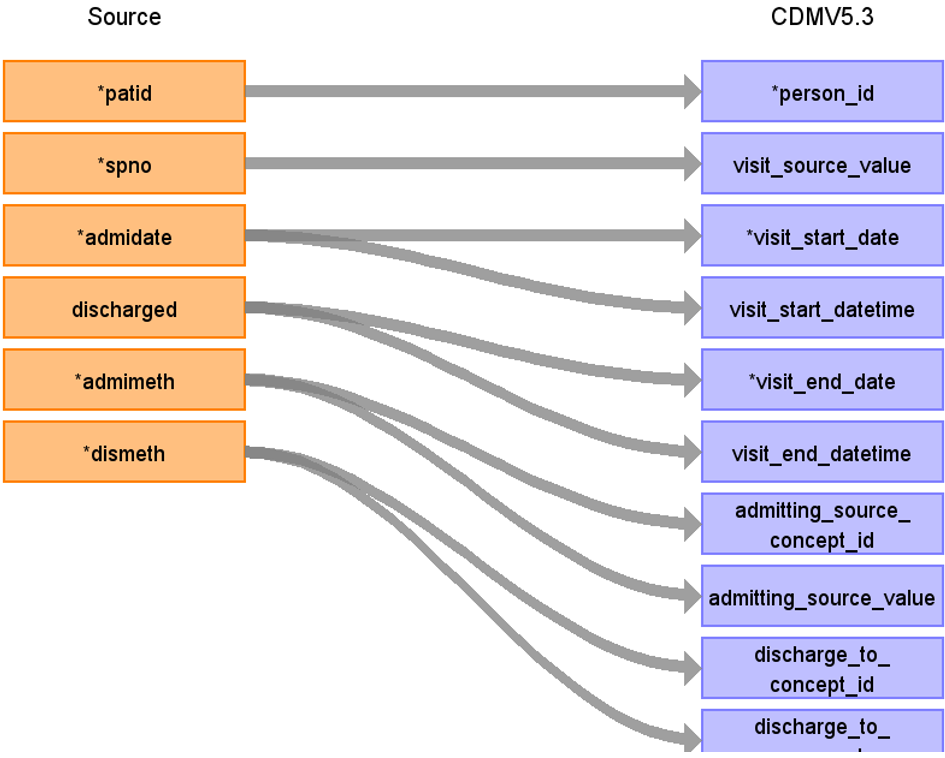 Source
CDMV5.3
*patid
*person_id
*spno
visit_source_value
*admidate
*visit_start_date
discharged
visit_start_datetime
*admimeth
*visit_end_date
*dismeth
visit_end_datetime
admitting_source_
concept_id
admitting_source_value
discharge_to_
concept_id
discharge_to_